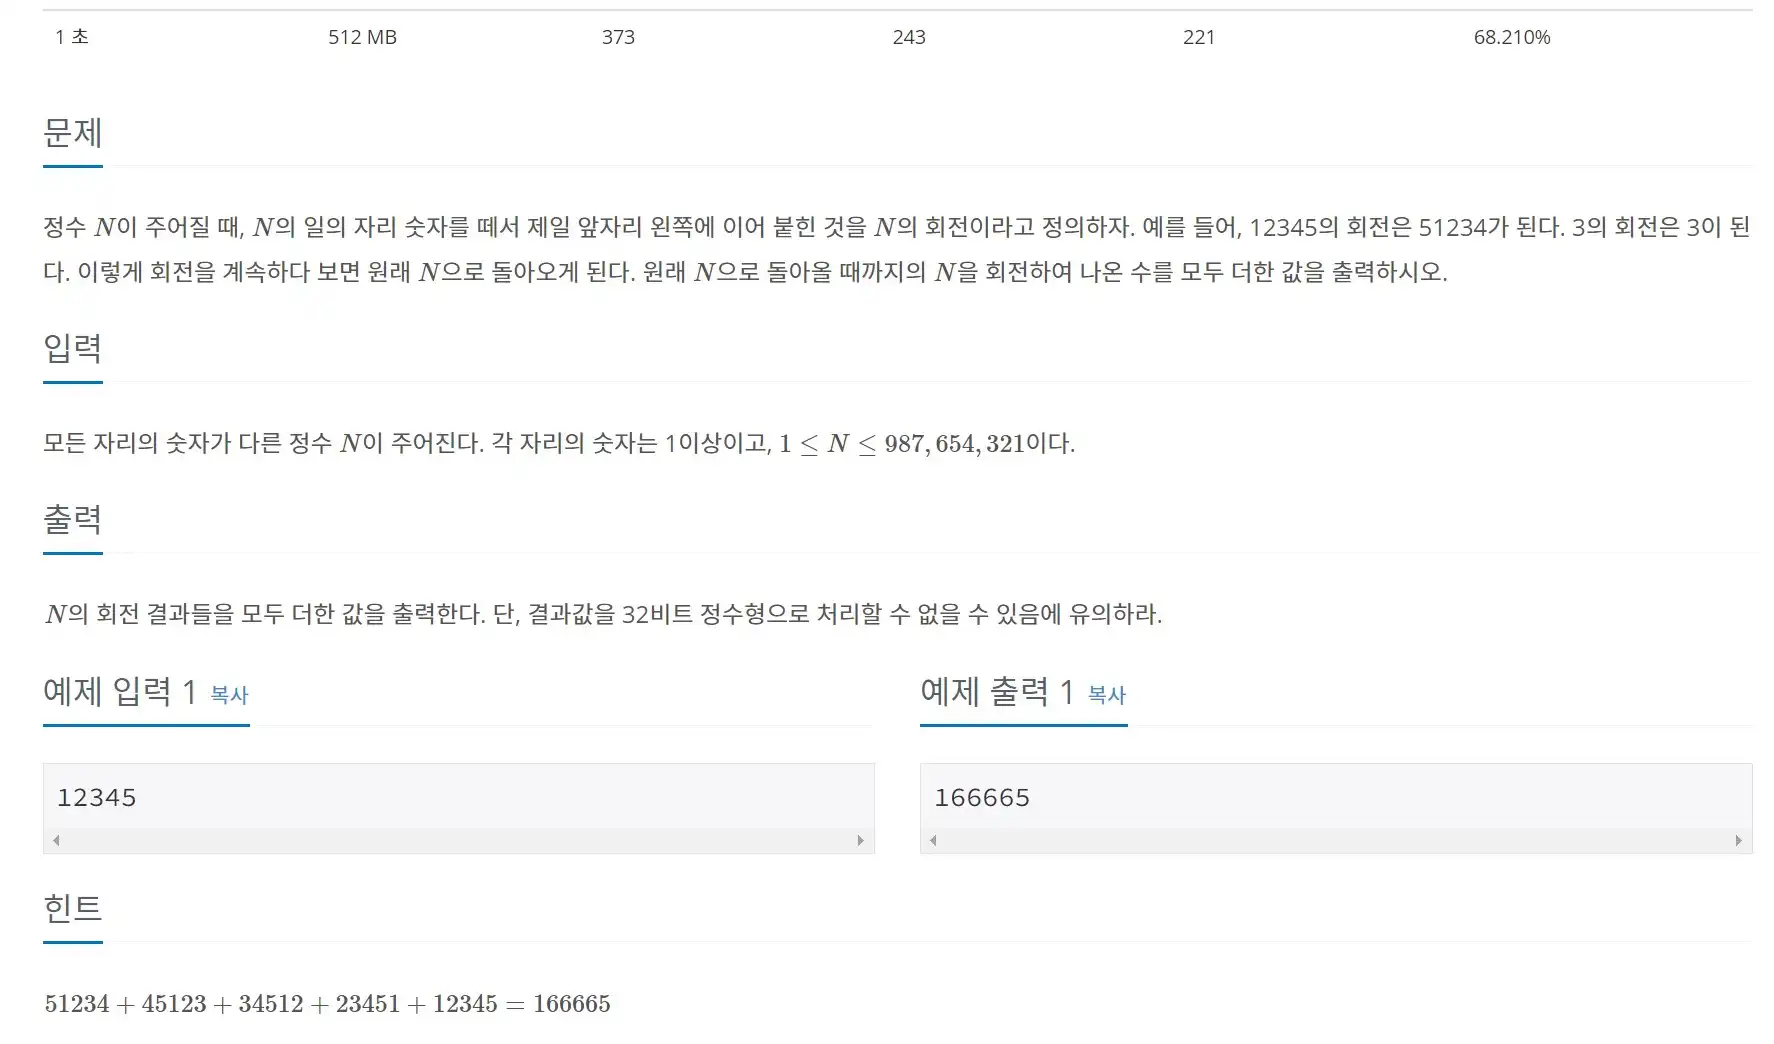 1 초 512 MB 373 243 221 68.210%
문제
정수 N이 주어질 때, N의 일의 자리 숫자를 떼서 제일 앞자리 왼쪽에 이어 붙힌 것을 N의 회전이라고 정의하자. 예를 들어, 12345의 회전은 51234가 된다. 3의 회전은 3이 된
다. 이렇게 회전을 계속하다 보면 원래 N으로 돌아오게 된다. 원래 N으로 돌아올 때까지의 N을 회전하여 나온 수를 모두 더한 값을 출력하시오.
입력
모든 자리의 숫자가 다른 정수 N이 주어진다. 각 자리의 숫자는 1이상이고, 1 ≤ N ≤ 987,654,321이다.
출력
N의 회전 결과들을 모두 더한 값을 출력한다. 단, 결과값을 32비트 정수형으로 처리할 수 없을 수 있음에 유의하라.
예제 입력 1 복사
12345
예제 출력 1 복사
166665
힌트
51234 + 45123 + 34512 + 23451 + 12345 = 166665